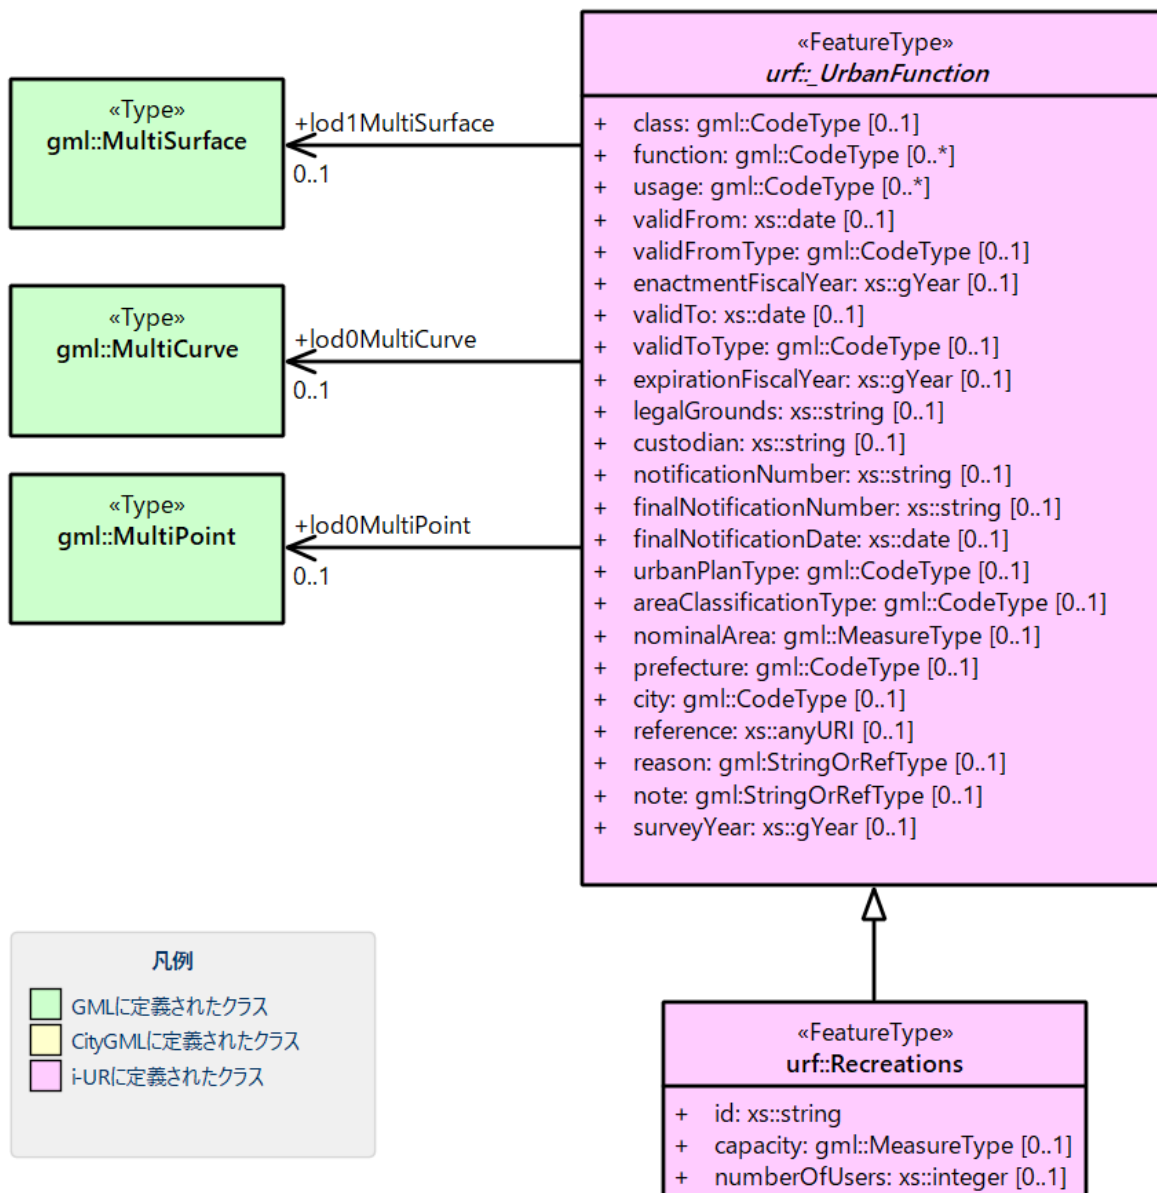 «Type»
gml::MultiSurface
+lod1MultiSurface
0..1
«Type»
gml::MultiCurve
+lod0MultiCurve
0..1
«Type»
gml::MultiPoint
+lod0MultiPoint
0..1
«FeatureType»
urf::_UrbanFunction
+ class: gml::CodeType [0..1]
+ function: gml::CodeType [0..*]
+ usage: gml::CodeType [0..*]
+ validFrom: xs::date [0..1]
+ validFromType: gml::CodeType [0..1]
+ enactmentFiscalYear: xs::gYear [0..1]
+ validTo: xs::date [0..1]
+ validToType: gml::CodeType [0..1]
+ expirationFiscalYear: xs::gYear [0..1]
+ legalGrounds: xs::string [0..1]
+ custodian: xs::string [0..1]
+ notificationNumber: xs::string [0..1]
+ finalNotificationNumber: xs::string [0..1]
+ finalNotificationDate: xs::date [0..1]
+ urbanPlanType: gml::CodeType [0..1]
+ areaClassificationType: gml::CodeType [0..1]
+ nominalArea: gml::MeasureType [0..1]
+ prefecture: gml::CodeType [0..1]
+ city: gml::CodeType [0..1]
+ reference: xs::anyURI [0..1]
+ reason: gml:StringOrRefType [0..1]
+ note: gml:StringOrRefType [0..1]
+ surveyYear: xs::gYear [0..1]
凡例
GMLに定義されたクラス
CityGMLに定義されたクラス
i-URに定義されたクラス
«FeatureType»
urf::Recreations
+ id: xs::string
+ capacity: gml::MeasureType [0..1]
+ numberOfUsers: xs::integer [0..1]